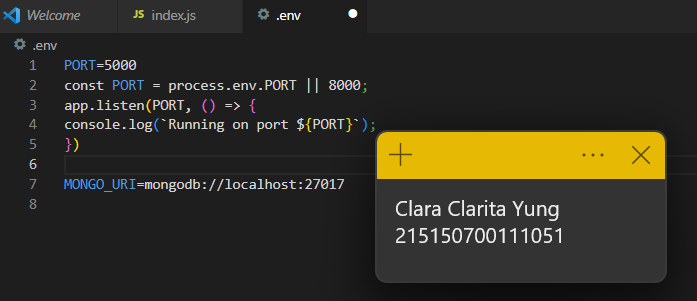 Welcome
JS index.js
.env
.env
1 PORT=5000
2 const PORT = process.env.PORT || 8000;
3 app.listen(PORT, () => {
4 console.log(`Running on port ${PORT}`);
5 })
6
7 MONGO_URI=mongodb://localhost:27017
8
Clara Clarita Yung
215150700111051